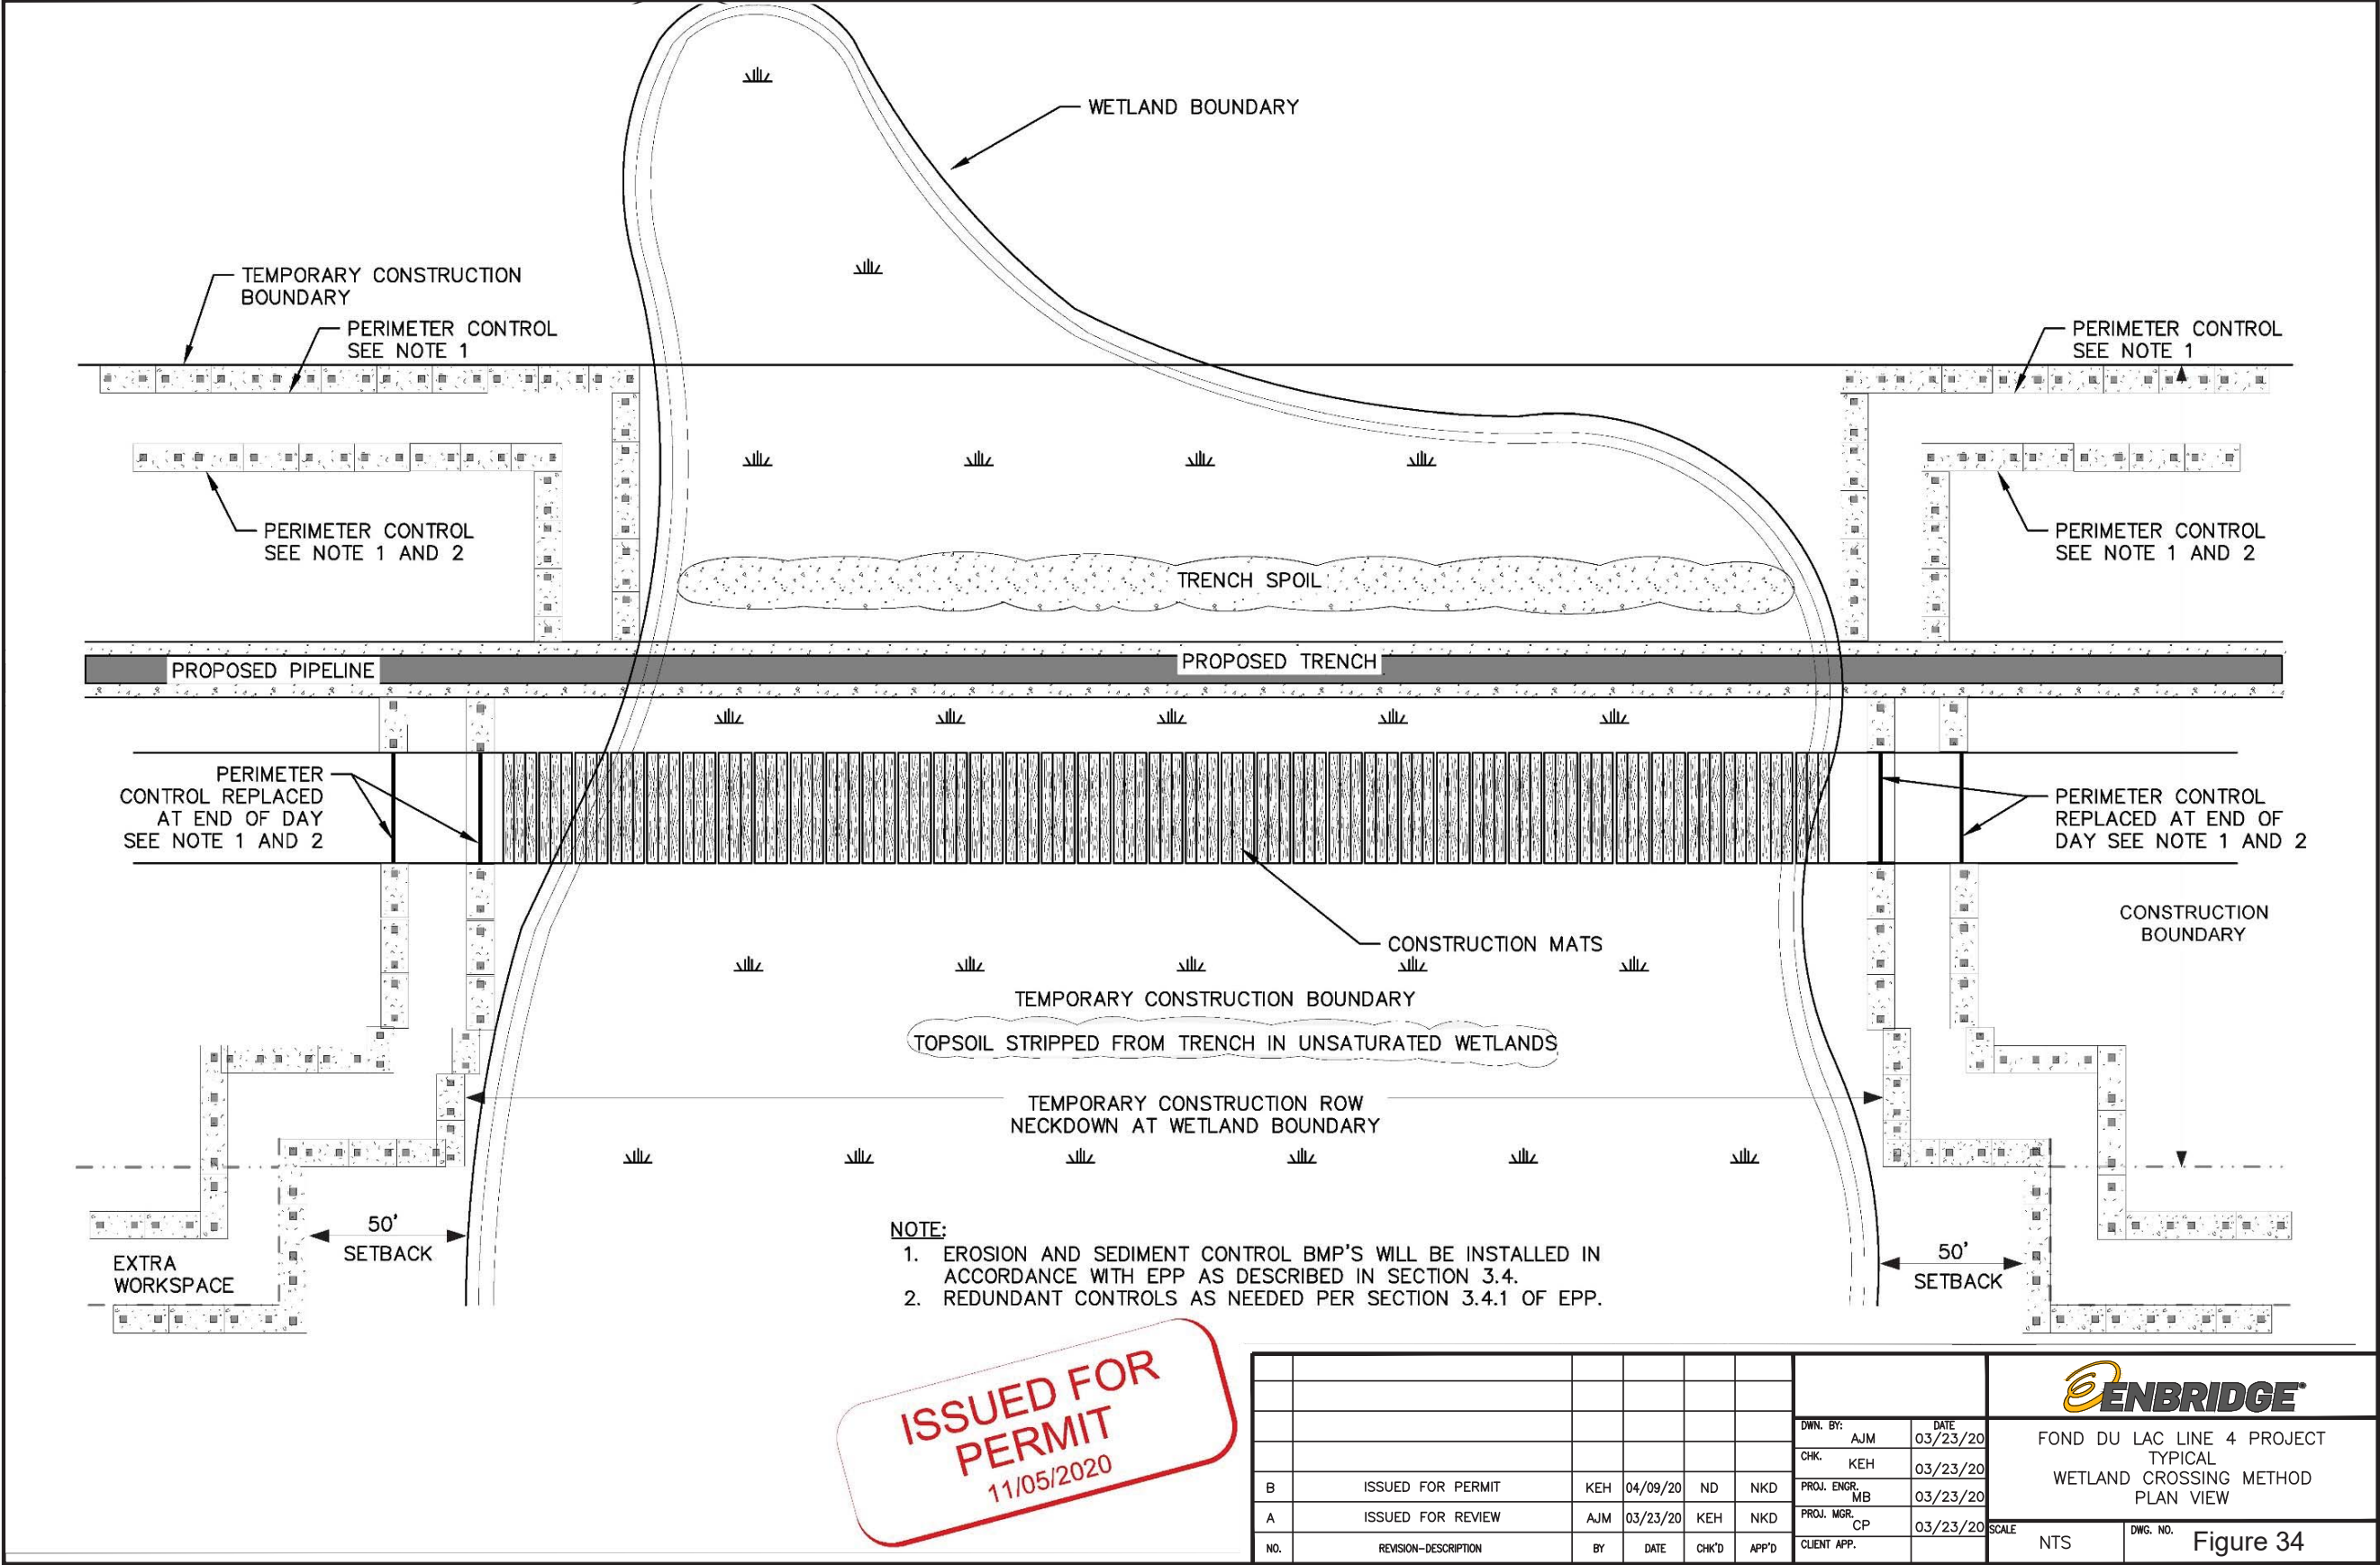 WETLAND BOUNDARY
TEMPORARY CONSTRUCTION
BOUNDARY
PERIMETER CONTROL
SEE NOTE 1
PERIMETER CONTROL
SEE NOTE 1
PERIMETER CONTROL
SEE NOTE 1 AND 2
PERIMETER CONTROL
SEE NOTE 1 AND 2
TRENCH SPOIL
PROPOSED PIPELINE
PROPOSED TRENCH
PERIMETER
CONTROL REPLACED
AT END OF DAY
SEE NOTE 1 AND 2
PERIMETER CONTROL
REPLACED AT END OF
DAY SEE NOTE 1 AND 2
CONSTRUCTION
BOUNDARY
CONSTRUCTION MATS
TEMPORARY CONSTRUCTION BOUNDARY
TOPSOIL STRIPPED FROM TRENCH IN UNSATURATED WETLANDS
TEMPORARY CONSTRUCTION ROW
NECKDOWN AT WETLAND BOUNDARY
50'
SETBACK
EXTRA
WORKSPACE
50'
SETBACK
NOTE:
1. EROSION AND SEDIMENT CONTROL BMP'S WILL BE INSTALLED IN
ACCORDANCE WITH EPP AS DESCRIBED IN SECTION 3.4.
2. REDUNDANT CONTROLS AS NEEDED PER SECTION 3.4.1 OF EPP.
ISSUED FOR
PERMIT
11/05/2020
B ISSUED FOR PERMIT KEH 04/09/20 ND NKD
A ISSUED FOR REVIEW AJM 03/23/20 KEH NKD
NO. REVISION-DESCRIPTION BY DATE CHK'D APP'D
DWN. BY: AJM DATE 03/23/20
CHK. KEH 03/23/20
PROJ. ENGR. MB 03/23/20
PROJ. MGR. CP 03/23/20
CLIENT APP.
ENBRIDGE®
FOND DU LAC LINE 4 PROJECT
TYPICAL
WETLAND CROSSING METHOD
PLAN VIEW
SCALE NTS
DWG. NO. Figure 34